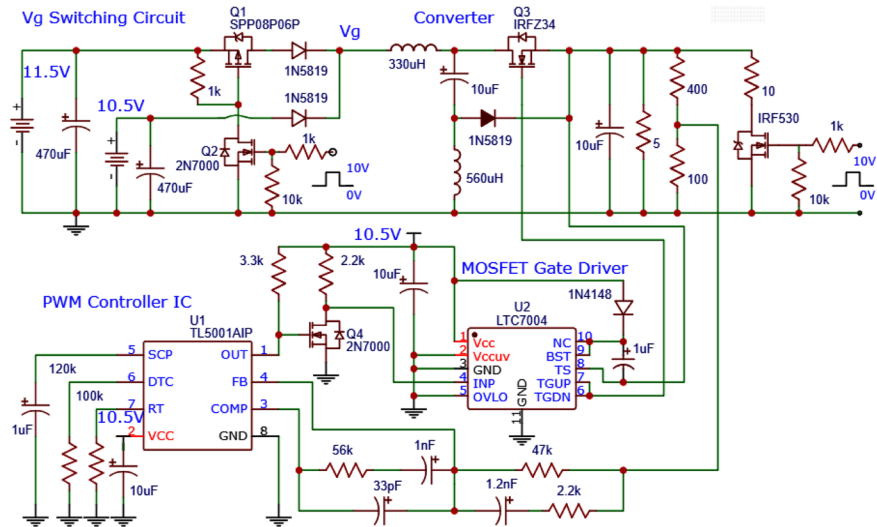 Vg Switching Circuit
Q1
SPP08P06P
Vg
Converter
Q3
IRFZ34
11.5V
1k
1N5819
330uH
10uF
400
10
10.5V
1N5819
1N5819
10uF
5
IRF530
470uF
Q2
2N7000
1k
10V
0V
560uH
100
1k
10V
0V
470uF
10k
10k
10.5V
3.3k
2.2k
10uF
MOSFET Gate Driver
1N4148
PWM Controller IC
U1
TL5001AIP
Q4
2N7000
U2
LTC7004
1uF
120k
5 SCP OUT 1
6 DTC FB 4
7 RT COMP 3
2 VCC GND 8
100k
10.5V
1uF
10uF
1 Vcc NC 10
2 Vccuv BST 9
3 GND TS 8
4 INP TGUP 7
5 OVLO TGDN 6
GND 11
56k
1nF
47k
33pF
1.2nF
2.2k